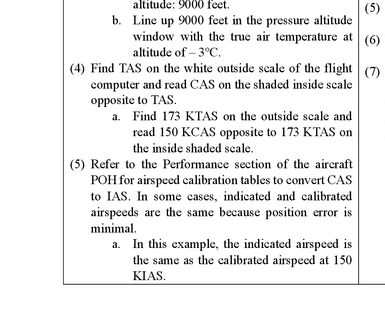 altitude: 9000 feet.
b. Line up 9000 feet in the pressure altitude
window with the true air temperature at
altitude of – 3°C.
(4) Find TAS on the white outside scale of the flight
computer and read CAS on the shaded inside scale
opposite to TAS.
a. Find 173 KTAS on the outside scale and
read 150 KCAS opposite to 173 KTAS on
the inside shaded scale.
(5) Refer to the Performance section of the aircraft
POH for airspeed calibration tables to convert CAS
to IAS. In some cases, indicated and calibrated
airspeeds are the same because position error is
minimal.
a. In this example, the indicated airspeed is
the same as the calibrated airspeed at 150
KIAS.
(5)
(6)
(7)